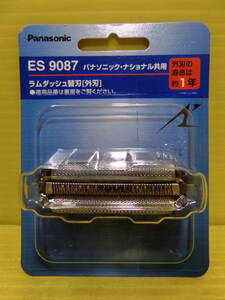 Panasonic
ES 9087 パナソニック・ナショナル共用
ラムダッシュ替刃[外刃]
●適用品番は裏面をご覧ください。
外刃の
寿命は
約1年